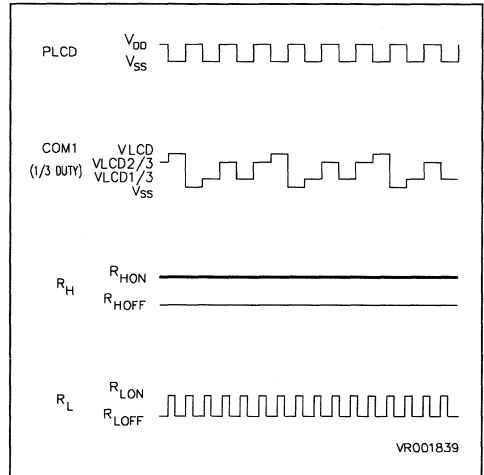 PLCD
VDD
VSS
COM1
(1/3 DUTY)
VLCD
VLCD2/3
VLCD1/3
VSS
RH
RHON
RHOFF
RL
RLON
RLOFF
VR001839